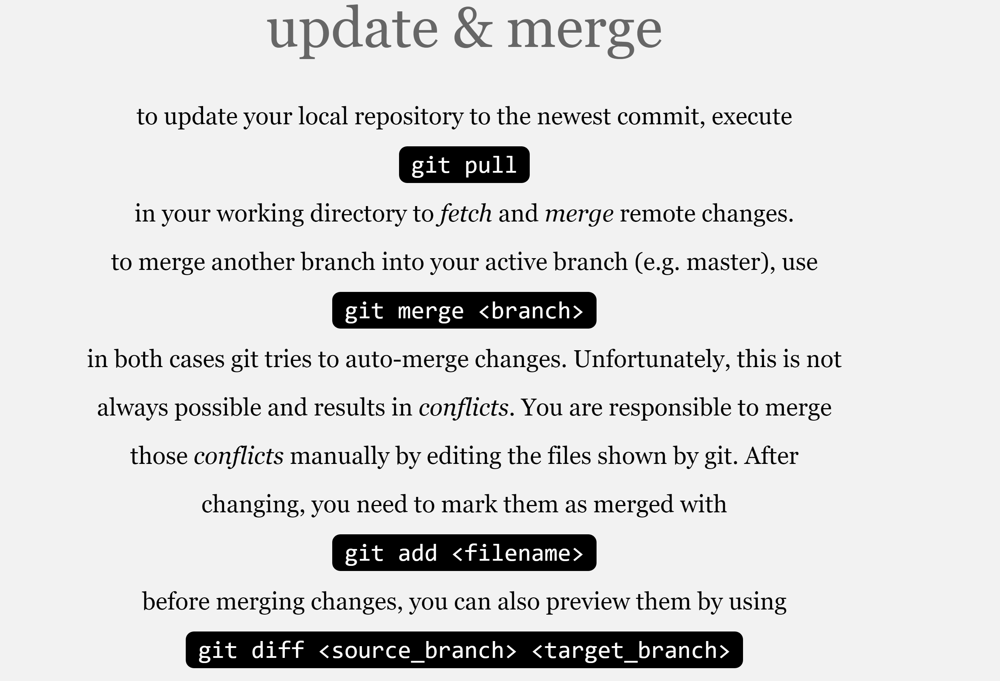 update & merge
to update your local repository to the newest commit, execute
git pull
in your working directory to fetch and merge remote changes.
to merge another branch into your active branch (e.g. master), use
git merge <branch>
in both cases git tries to auto-merge changes. Unfortunately, this is not
always possible and results in conflicts. You are responsible to merge
those conflicts manually by editing the files shown by git. After
changing, you need to mark them as merged with
git add <filename>
before merging changes, you can also preview them by using
git diff <source_branch> <target_branch>